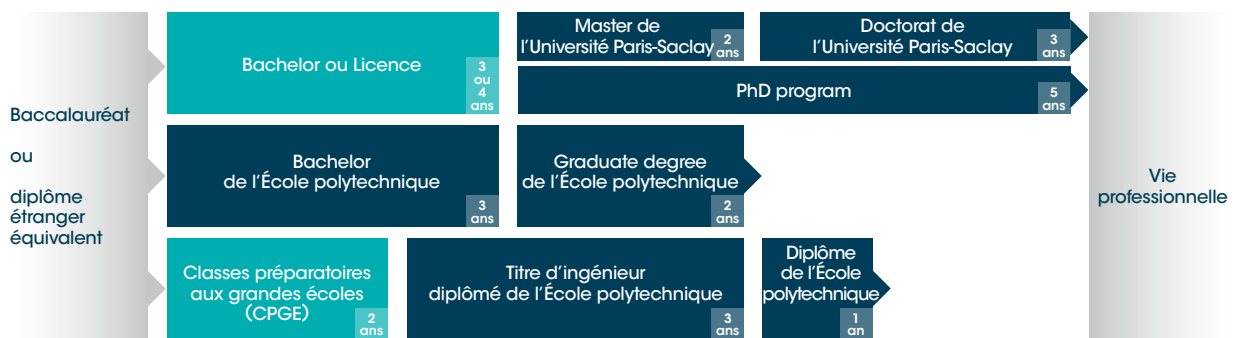 Baccalauréat
ou
diplôme
étranger
équivalent
Bachelor ou Licence
3
ou
4
ans
Master de
l'Université Paris-Saclay
2
ans
Doctorat de
l'Université Paris-Saclay
3
ans
PhD program
5
ans
Bachelor
de l'École polytechnique
3
ans
Graduate degree
de l'École polytechnique
2
ans
Classes préparatoires
aux grandes écoles
(CPGE)
2
ans
Titre d'ingénieur
diplômé de l'École polytechnique
3
ans
Diplôme
de l'École
polytechnique
1
an
Vie
professionnelle